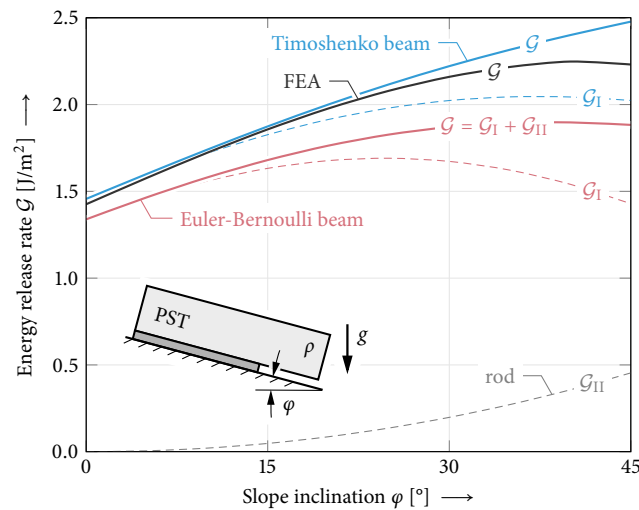 Energy release rate 𝒢 [J/m²] ⟶
2.5
2.0
1.5
1.0
0.5
0.0
Timoshenko beam
𝒢
FEA
𝒢
𝒢I
𝒢 = 𝒢I + 𝒢II
𝒢I
Euler-Bernoulli beam
PST
ρ
g
φ
rod
𝒢II
0
15
30
45
Slope inclination φ [°] ⟶